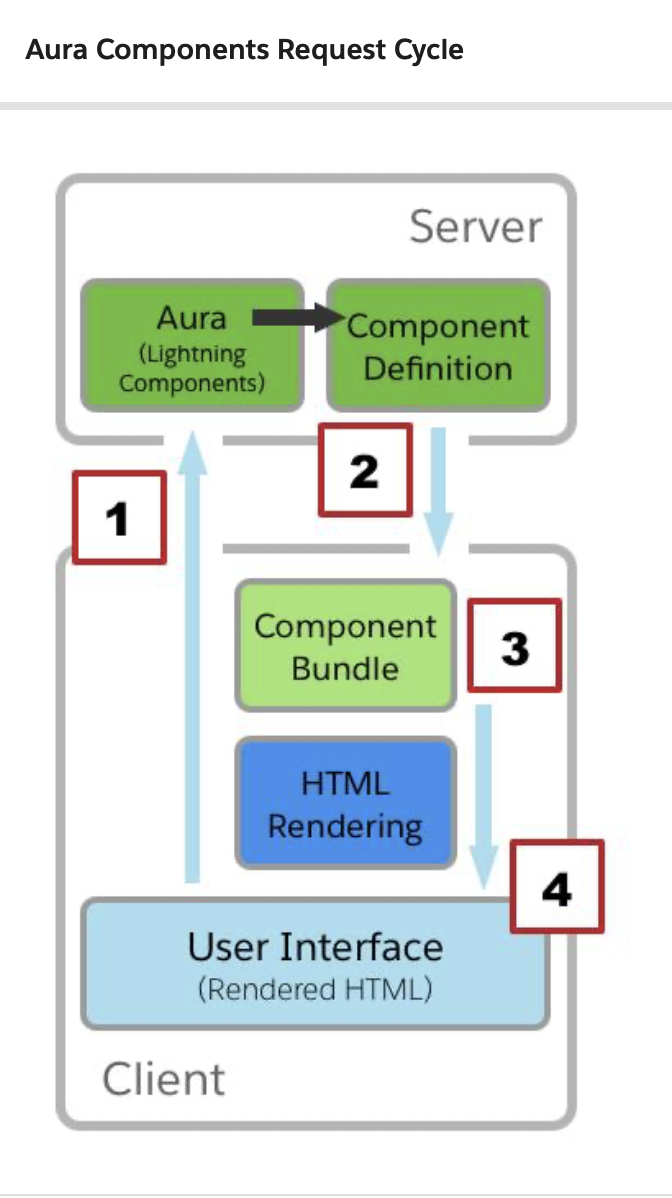 Aura Components Request Cycle
Server
Aura
(Lightning
Components)
Component
Definition
1
2
Component
Bundle
3
HTML
Rendering
4
User Interface
(Rendered HTML)
Client